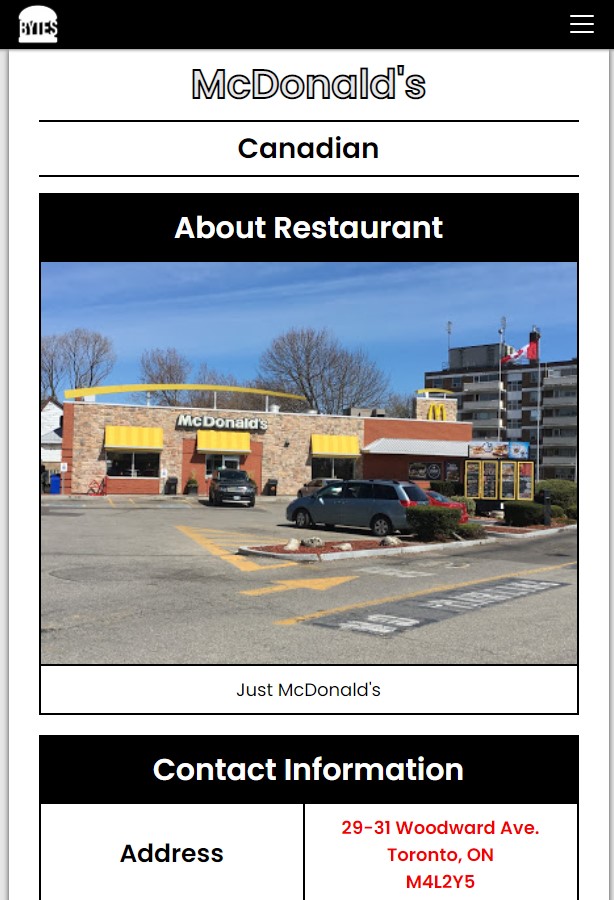 BYTES
McDonald's
Canadian
About Restaurant
McDonald's
Just McDonald's
Contact Information
Address
29-31 Woodward Ave.
Toronto, ON
M4L2Y5